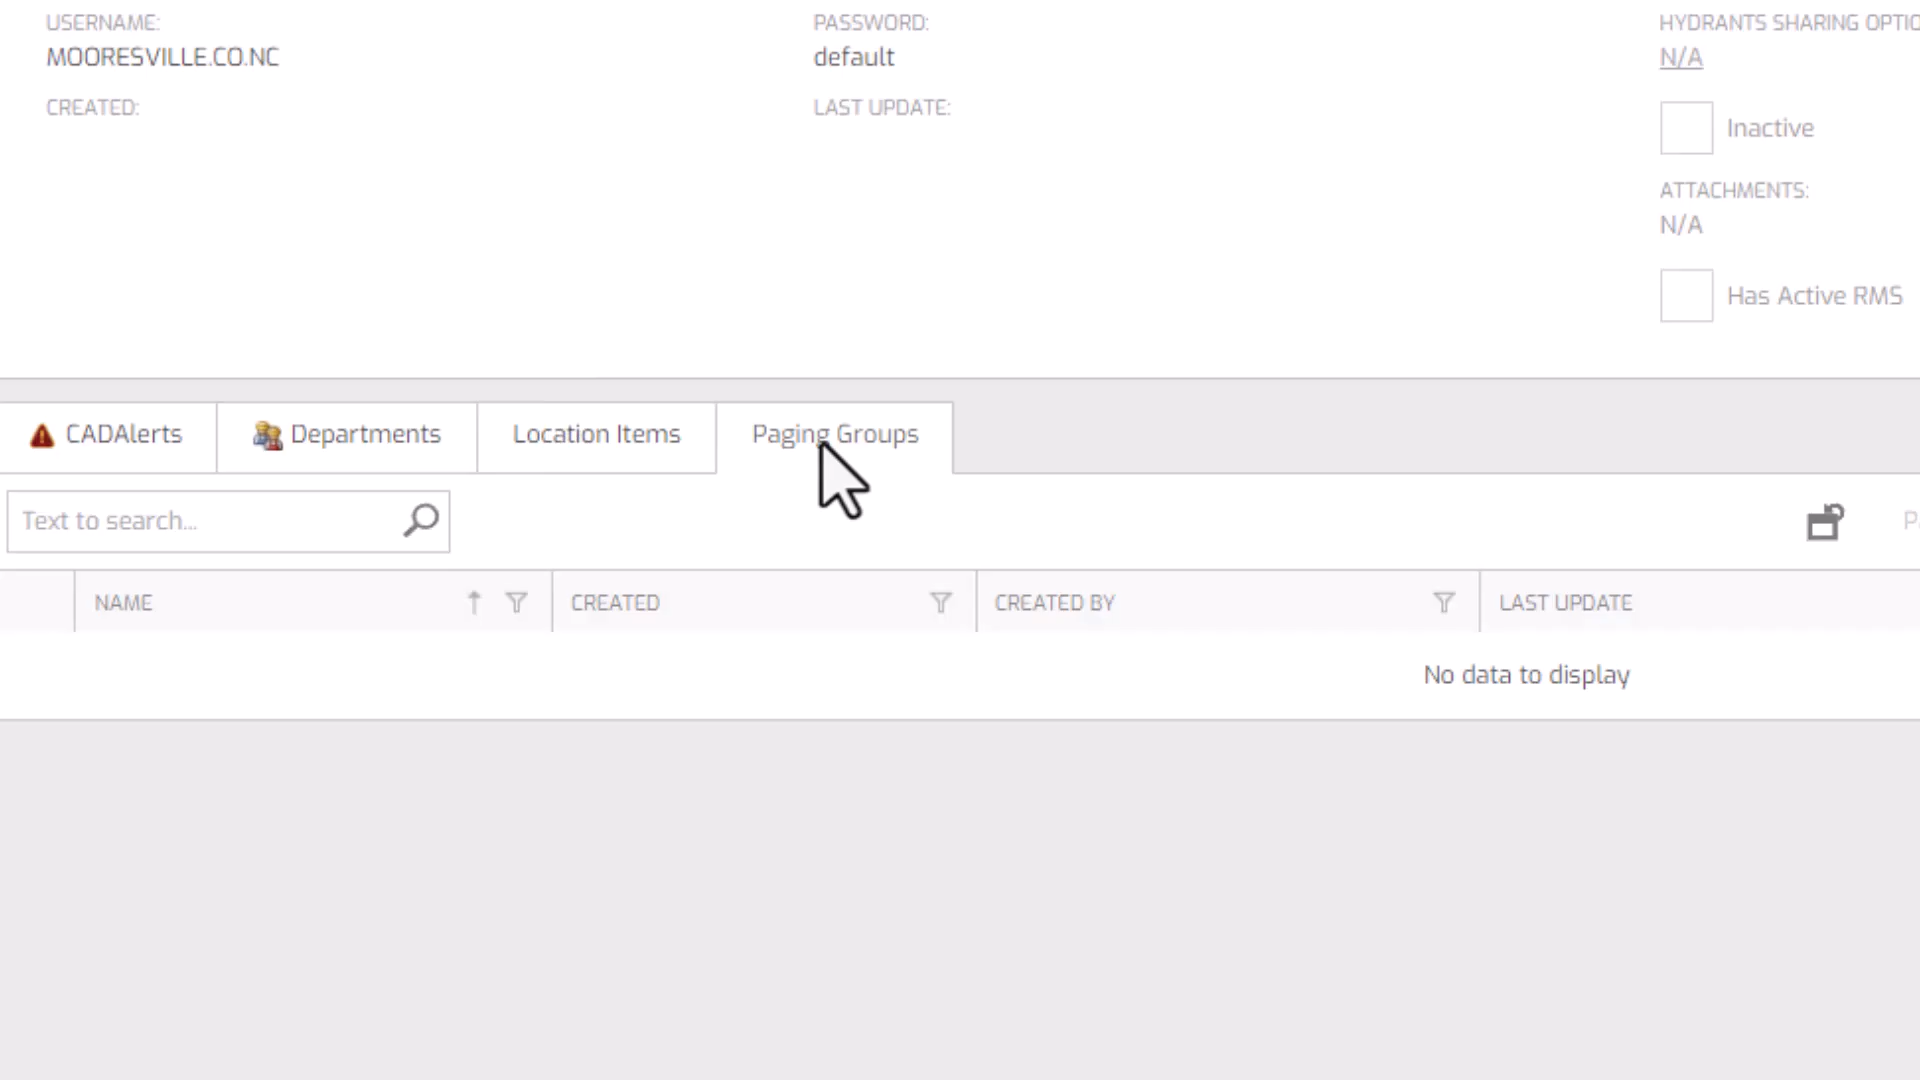 USERNAME:
MOORESVILLE.CO.NC
CREATED:
PASSWORD:
default
LAST UPDATE:
HYDRANTS SHARING OPTIO
N/A
Inactive
ATTACHMENTS:
N/A
Has Active RMS
CADAlerts
Departments
Location Items
Paging Groups
Text to search...
NAME
CREATED
CREATED BY
LAST UPDATE
No data to display